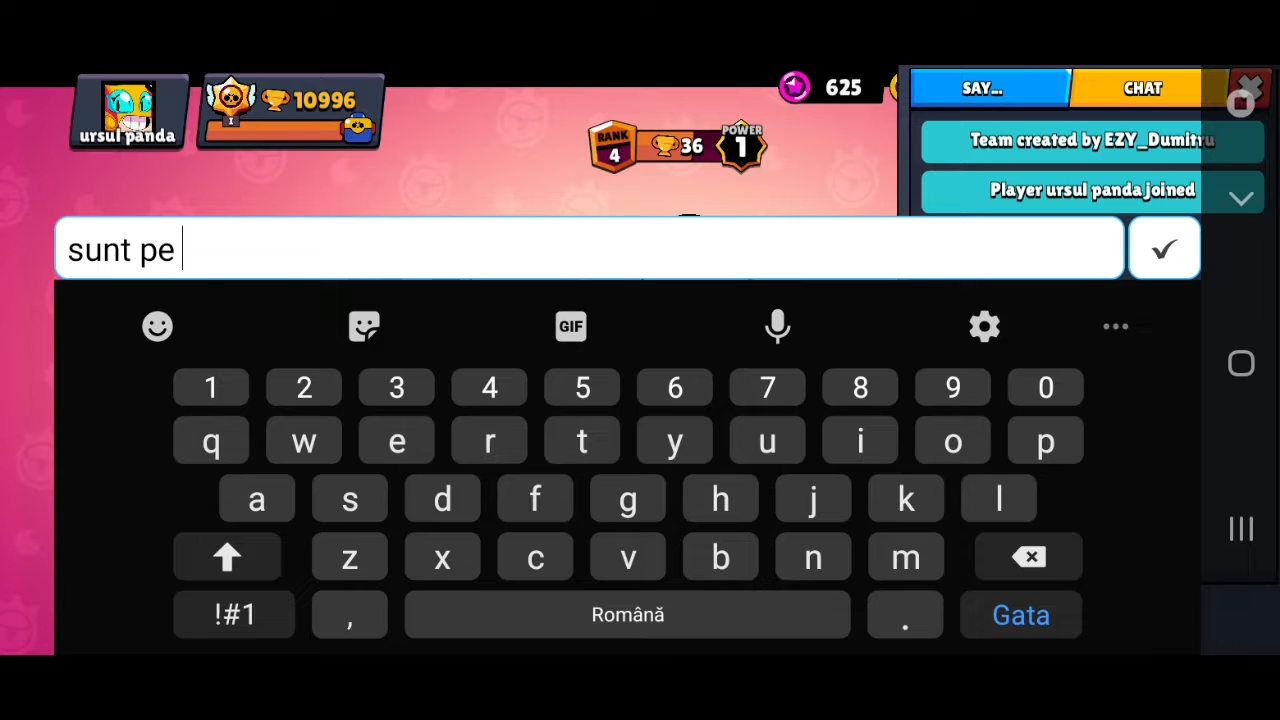 ursul panda
10996
I
RANK
4
36
POWER
1
625
SAY...
CHAT
Team created by EZY_Dumitru
Player ursul panda joined
sunt pe
GIF
1 2 3 4 5 6 7 8 9 0
q w e r t y u i o p
a s d f g h j k l
z x c v b n m
!#1 , Română . Gata